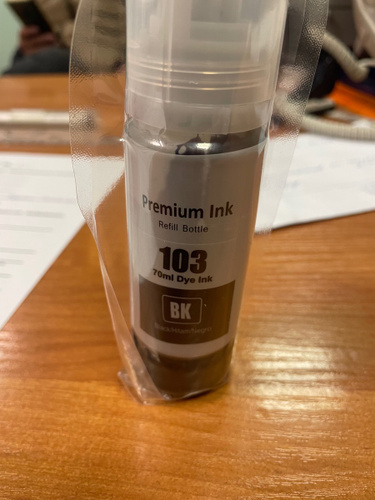 Premium Ink
Refill Bottle
103
70ml Dye Ink
BK